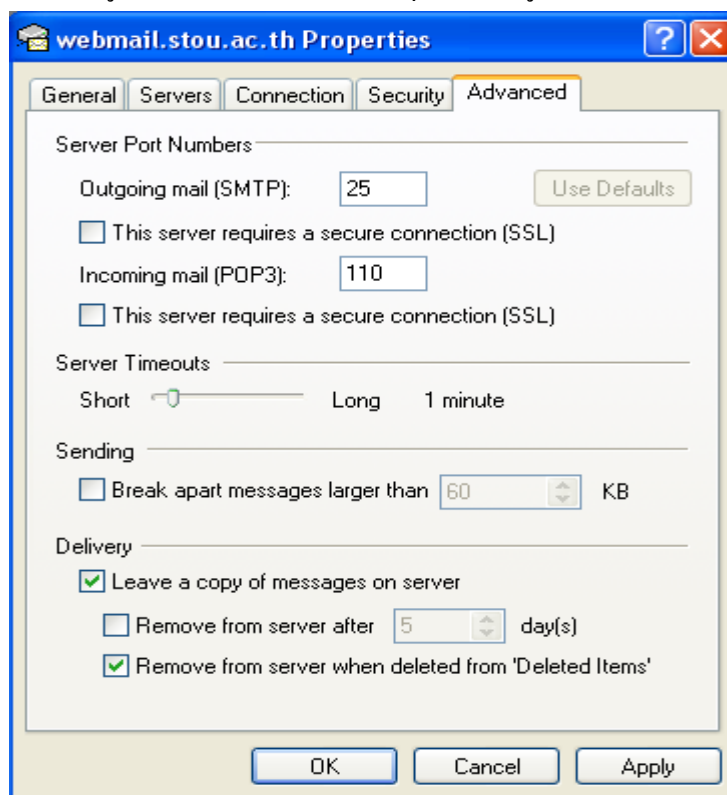 webmail.stou.ac.th Properties
General Servers Connection Security Advanced
Server Port Numbers
Outgoing mail (SMTP): 25 Use Defaults
This server requires a secure connection (SSL)
Incoming mail (POP3): 110
This server requires a secure connection (SSL)
Server Timeouts
Short Long 1 minute
Sending
Break apart messages larger than 60 KB
Delivery
Leave a copy of messages on server
Remove from server after 5 day(s)
Remove from server when deleted from 'Deleted Items'
OK Cancel Apply